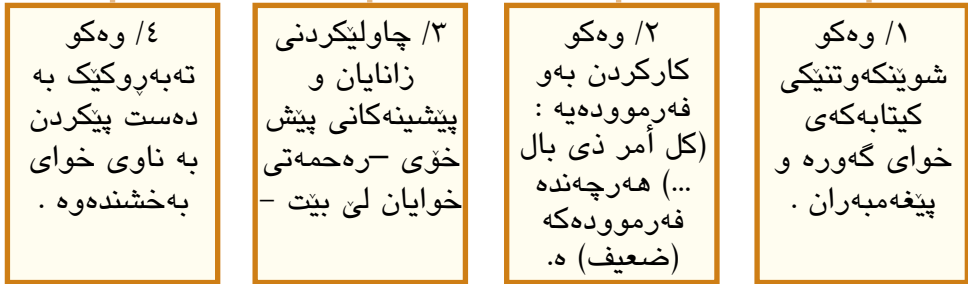 ١/ وەکو
شوێنکەوتنێکی
کیتابەکەی
خوای گەورە و
پێغەمبەران .
٢/ وەکو
کارکردن بەو
فەرموودەیە :
(کل أمر ذی بال
...) هەرچەندە
فەرموودەکە
(ضعیف) ە.
٣/ چاولێکردنی
زانایان و
پێشینەکانی پێش
خۆی –رەحمەتی
خوایان لێ بێت –
٤/ وەکو
تەبەڕوکێک بە
دەست پێکردن
بە ناوی خوای
بەخشندەوە .